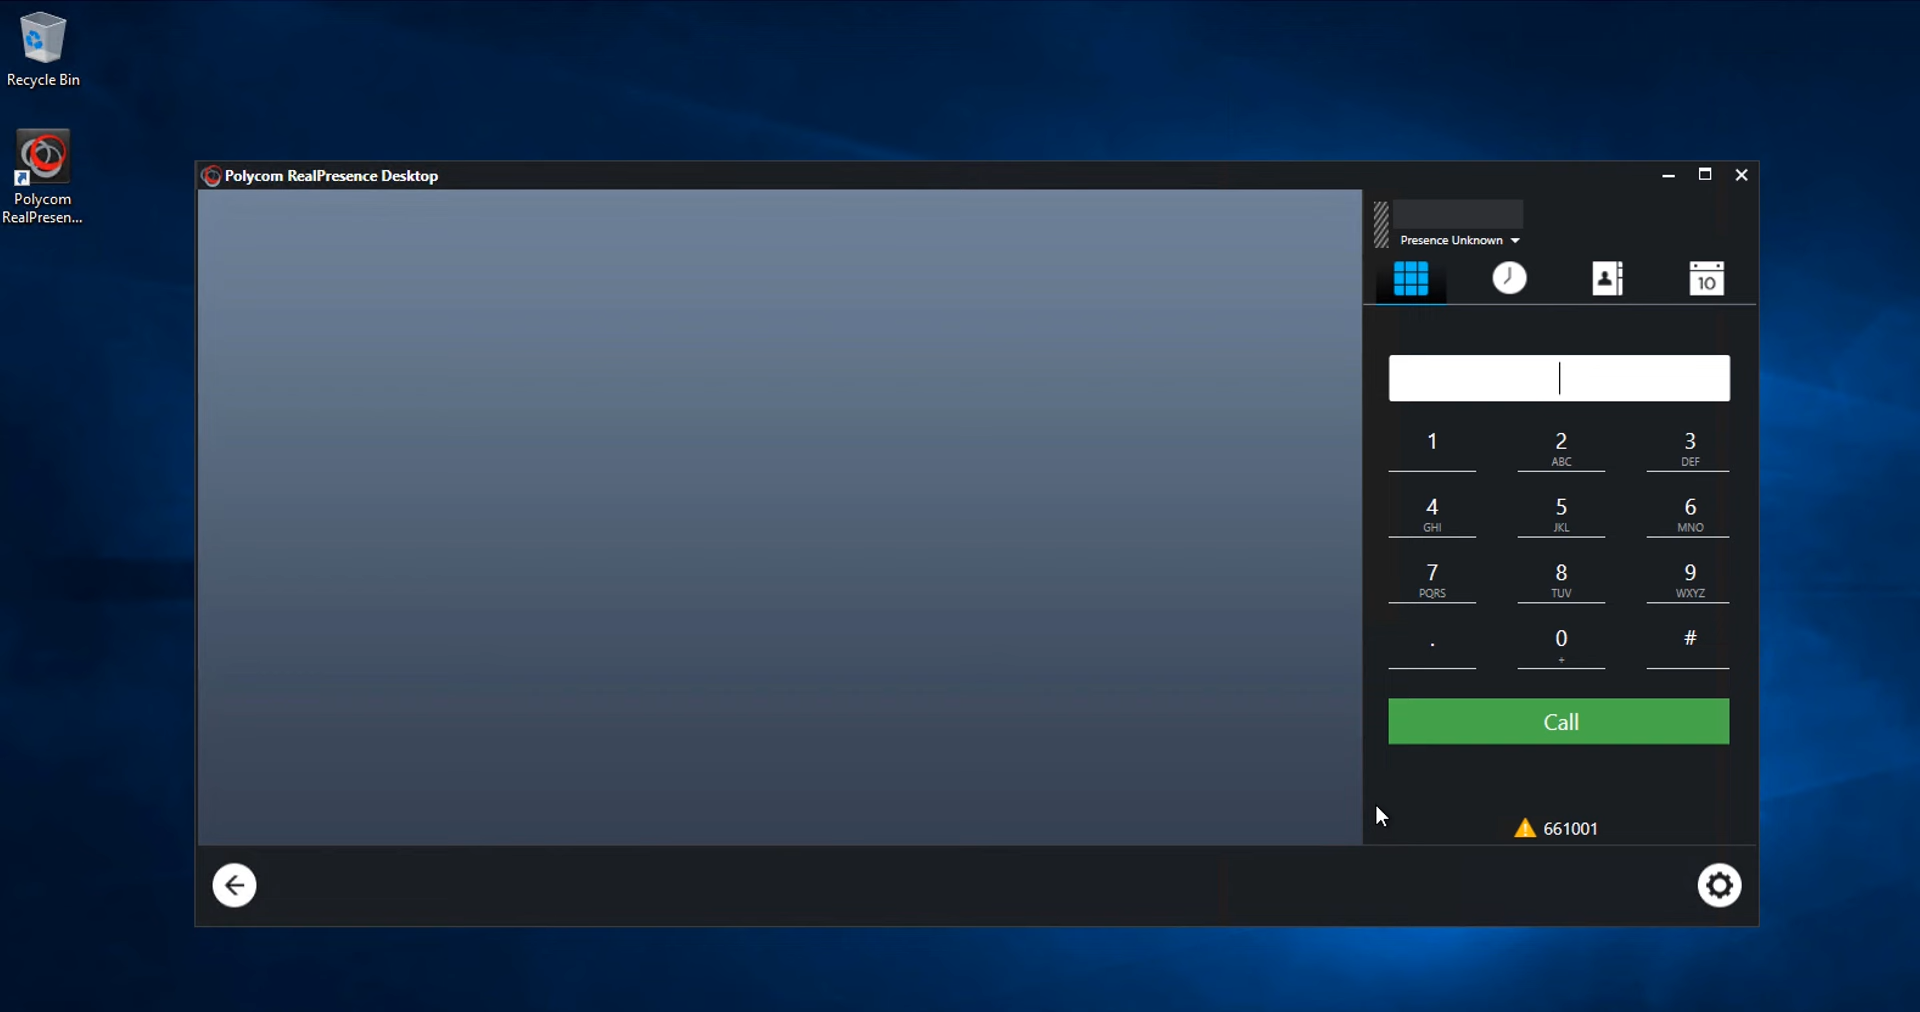 Recycle Bin
Polycom
RealPresen...
Polycom RealPresence Desktop
Presence Unknown
10
1
2
3
ABC
DEF
4
5
6
GHI
JKL
MNO
7
8
9
PQRS
TUV
WXYZ
.
0
#
+
Call
661001